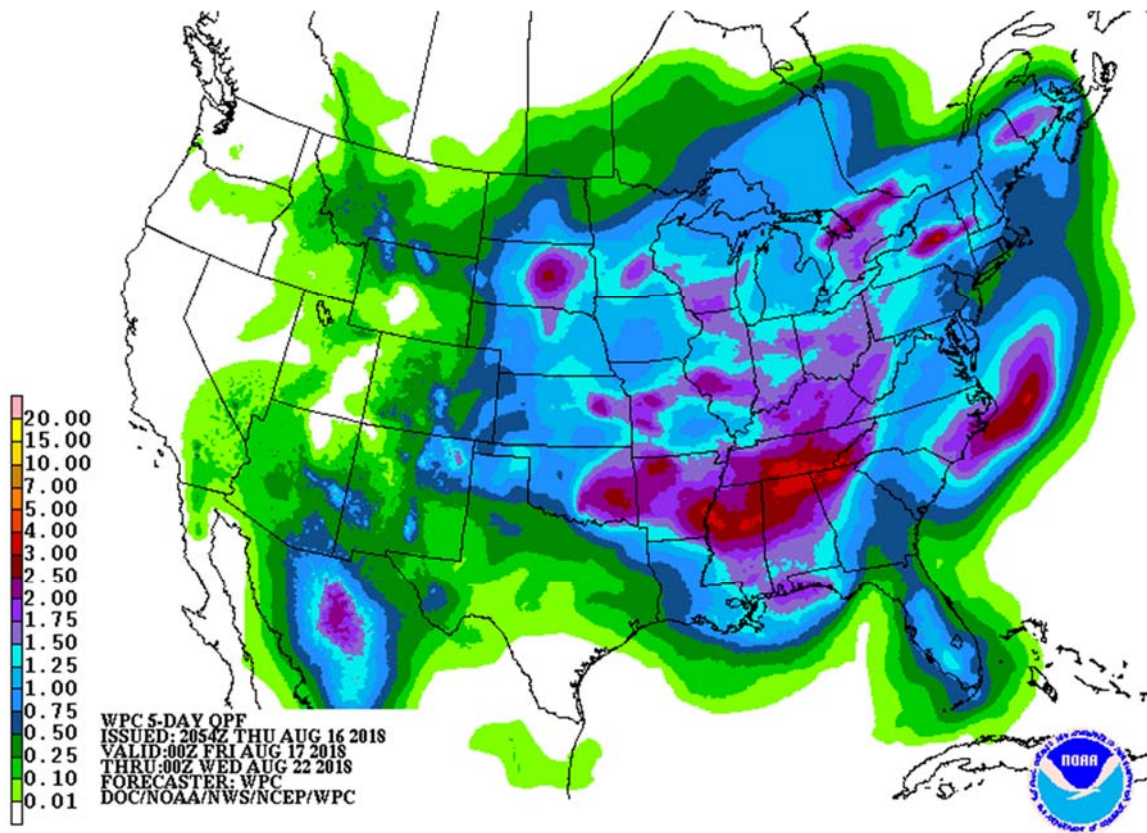 20.00
15.00
10.00
7.00
5.00
4.00
3.00
2.50
2.00
1.75
1.50
1.25
1.00
0.75
0.50
0.25
0.10
0.01
WPC 5-DAY QPF
ISSUED: 2054Z THU AUG 16 2018
VALID:00Z FRI AUG 17 2018
THRU:00Z WED AUG 22 2018
FORECASTER: WPC
DOC/NOAA/NWS/NCEP/WPC
NOAA